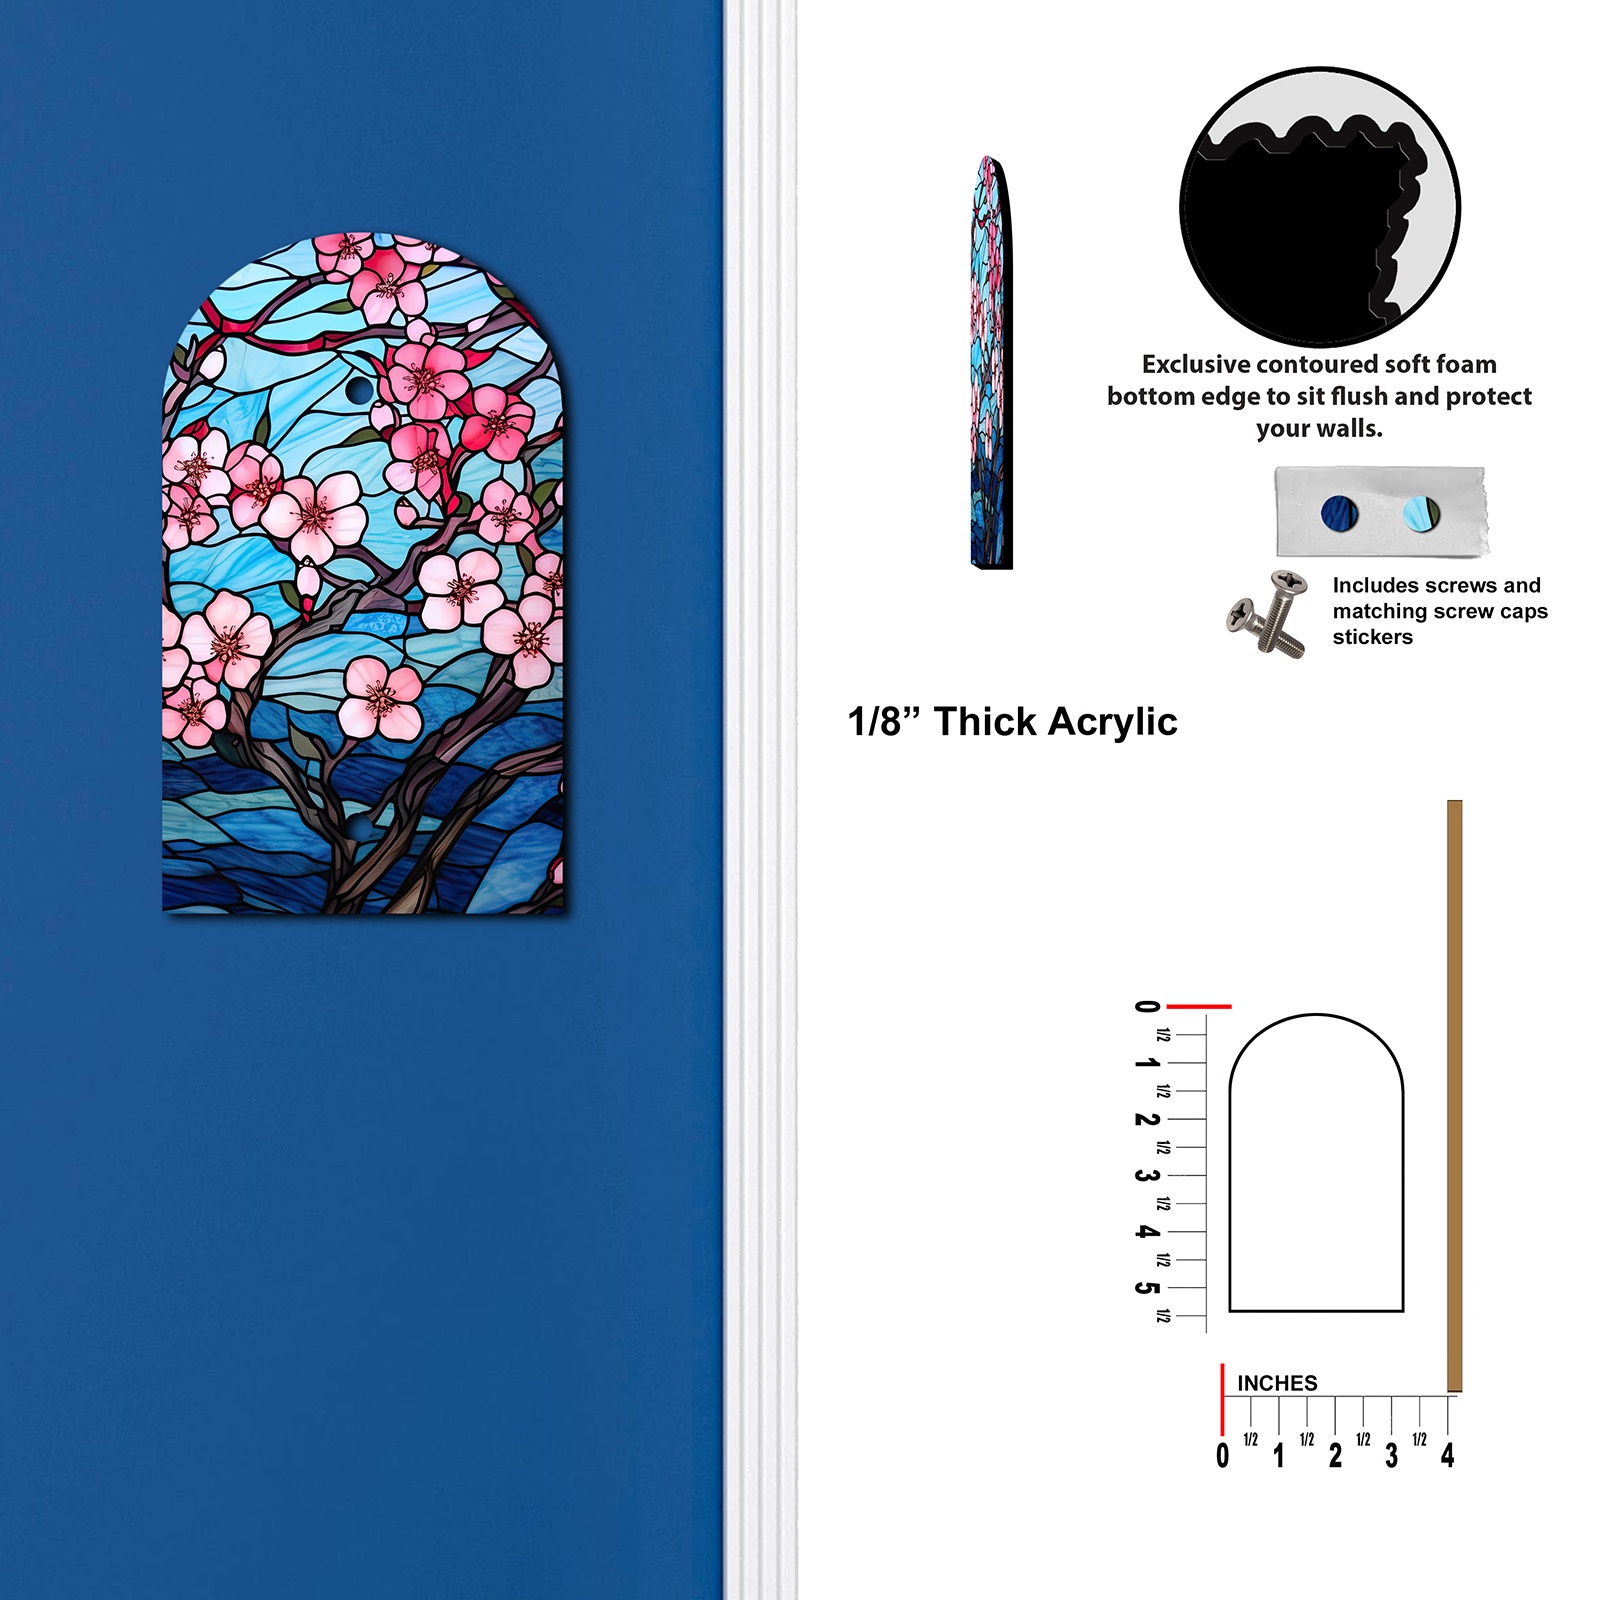 Exclusive contoured soft foam
bottom edge to sit flush and protect
your walls.
Includes screws and
matching screw caps
stickers
1/8” Thick Acrylic
0
1/2
1
1/2
2
1/2
3
1/2
4
1/2
5
1/2
INCHES
0 1/2 1 1/2 2 1/2 3 1/2 4